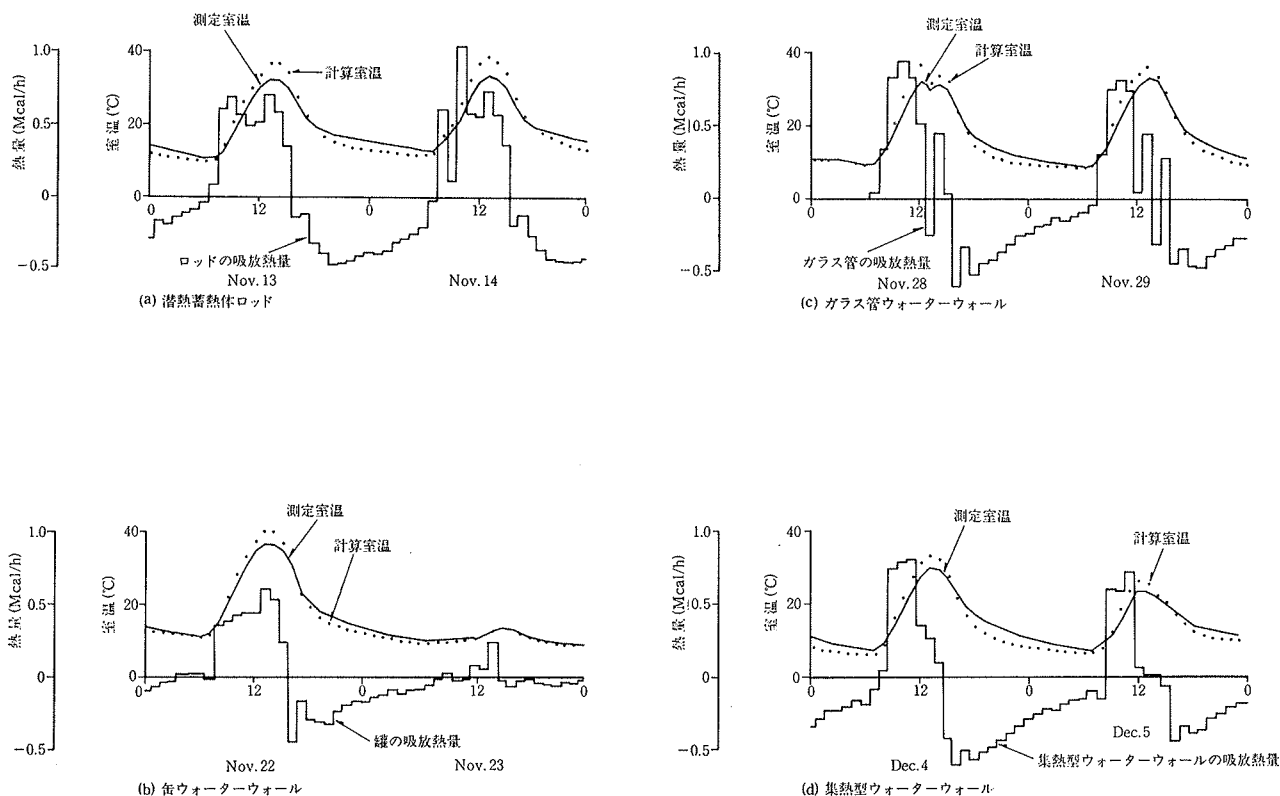 測定室温
計算室温
1.0
0.5
0
−0.5
熱量(Mcal/h)
40
20
0
室温(℃)
0
12
0
12
0
ロッドの吸放熱量
Nov.13
Nov.14
(a) 潜熱蓄熱体ロッド
測定室温
計算室温
1.0
0.5
0
−0.5
熱量(Mcal/h)
40
20
0
室温(℃)
0
12
0
12
0
ガラス管の吸放熱量
Nov.28
Nov.29
(c) ガラス管ウォーターウォール
測定室温
計算室温
1.0
0.5
0
−0.5
熱量(Mcal/h)
40
20
0
室温(℃)
0
12
0
12
0
罐の吸放熱量
Nov.22
Nov.23
(b) 缶ウォーターウォール
測定室温
計算室温
1.0
0.5
0
−0.5
熱量(Mcal/h)
40
20
0
室温(℃)
0
12
0
12
0
Dec.5
集熱型ウォーターウォールの吸放熱量
Dec.4
(d) 集熱型ウォーターウォール